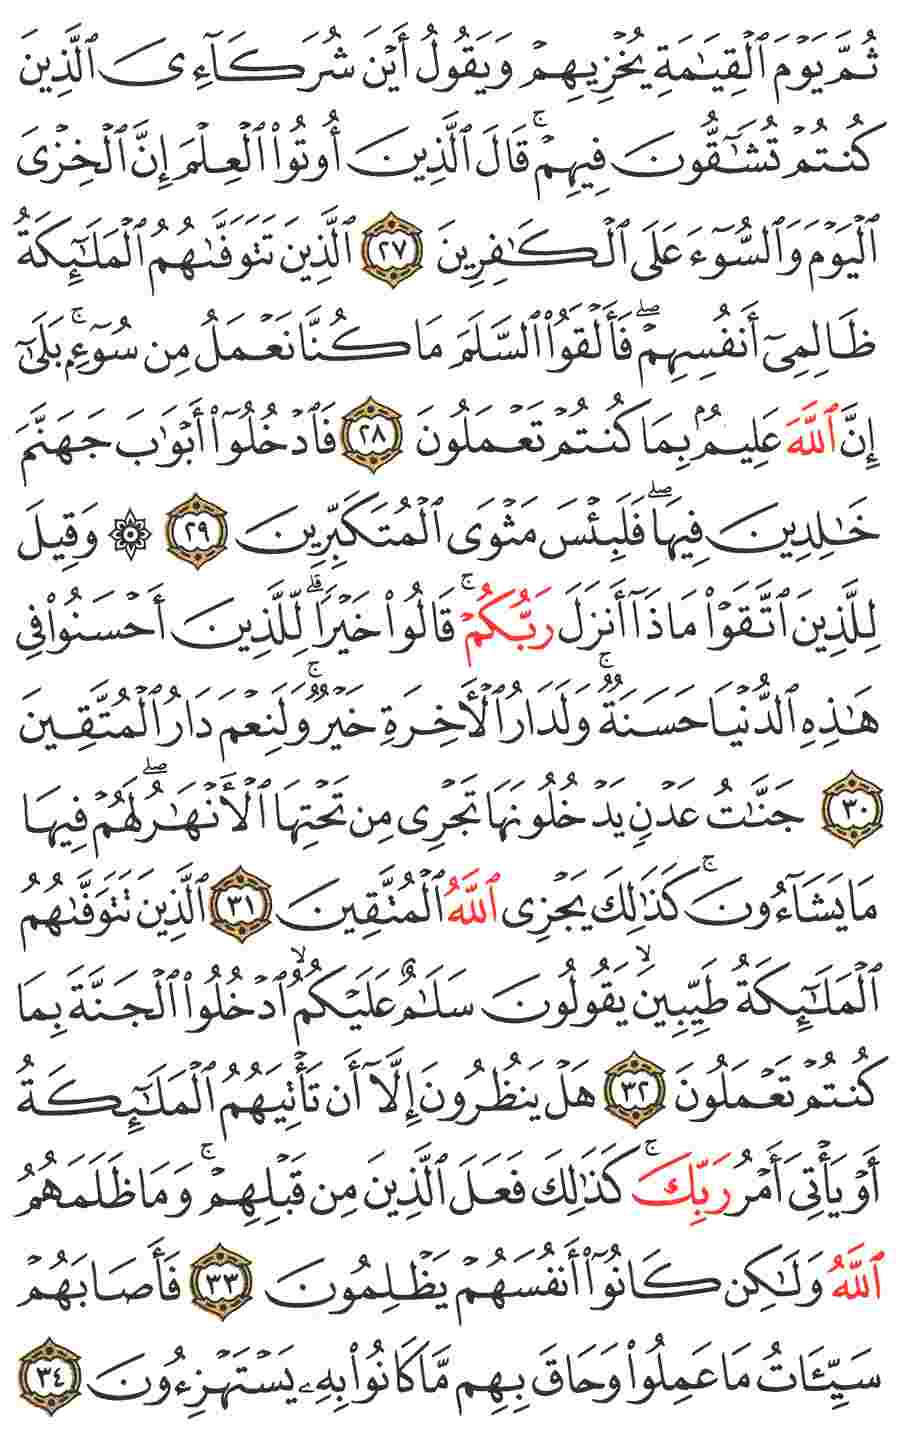 ثُمَّ يَوْمَ ٱلْقِيَـٰمَةِ يُخْزِيهِمْ وَيَقُولُ أَيْنَ شُرَكَآءِىَ ٱلَّذِينَ
كُنتُمْ تُشَـٰٓقُّونَ فِيهِمْ ۚ قَالَ ٱلَّذِينَ أُوتُوا۟ ٱلْعِلْمَ إِنَّ ٱلْخِزْىَ
ٱلْيَوْمَ وَٱلسُّوٓءَ عَلَى ٱلْكَـٰفِرِينَ ٢٧ ٱلَّذِينَ تَتَوَفَّىٰهُمُ ٱلْمَلَـٰٓئِكَةُ
ظَالِمِىٓ أَنفُسِهِمْ ۖ فَأَلْقَوُا۟ ٱلسَّلَمَ مَا كُنَّا نَعْمَلُ مِن سُوٓءٍۭ ۚ بَلَىٰٓ
إِنَّ ٱللَّهَ عَلِيمٌۢ بِمَا كُنتُمْ تَعْمَلُونَ ٢٨ فَٱدْخُلُوٓا۟ أَبْوَٰبَ جَهَنَّمَ
خَـٰلِدِينَ فِيهَا ۖ فَلَبِئْسَ مَثْوَى ٱلْمُتَكَبِّرِينَ ٢٩ ۞ وَقِيلَ
لِلَّذِينَ ٱتَّقَوْا۟ مَاذَآ أَنزَلَ رَبُّكُمْ ۚ قَالُوا۟ خَيْرًا ۗ لِّلَّذِينَ أَحْسَنُوا۟ فِى
هَـٰذِهِ ٱلدُّنْيَا حَسَنَةٌ ۚ وَلَدَارُ ٱلْـَٔاخِرَةِ خَيْرٌ ۚ وَلَنِعْمَ دَارُ ٱلْمُتَّقِينَ
٣٠ جَنَّـٰتُ عَدْنٍ يَدْخُلُونَهَا تَجْرِى مِن تَحْتِهَا ٱلْأَنْهَـٰرُ ۖ لَهُمْ فِيهَا
مَا يَشَآءُونَ ۚ كَذَٰلِكَ يَجْزِى ٱللَّهُ ٱلْمُتَّقِينَ ٣١ ٱلَّذِينَ تَتَوَفَّىٰهُمُ
ٱلْمَلَـٰٓئِكَةُ طَيِّبِينَ ۙ يَقُولُونَ سَلَـٰمٌ عَلَيْكُمُ ۙ ٱدْخُلُوا۟ ٱلْجَنَّةَ بِمَا
كُنتُمْ تَعْمَلُونَ ٣٢ هَلْ يَنظُرُونَ إِلَّآ أَن تَأْتِيَهُمُ ٱلْمَلَـٰٓئِكَةُ
أَوْ يَأْتِىَ أَمْرُ رَبِّكَ ۚ كَذَٰلِكَ فَعَلَ ٱلَّذِينَ مِن قَبْلِهِمْ ۚ وَمَا ظَلَمَهُمُ
ٱللَّهُ وَلَـٰكِن كَانُوٓا۟ أَنفُسَهُمْ يَظْلِمُونَ ٣٣ فَأَصَابَهُمْ
سَيِّـَٔاتُ مَا عَمِلُوا۟ وَحَاقَ بِهِم مَّا كَانُوا۟ بِهِۦ يَسْتَهْزِءُونَ ٣٤